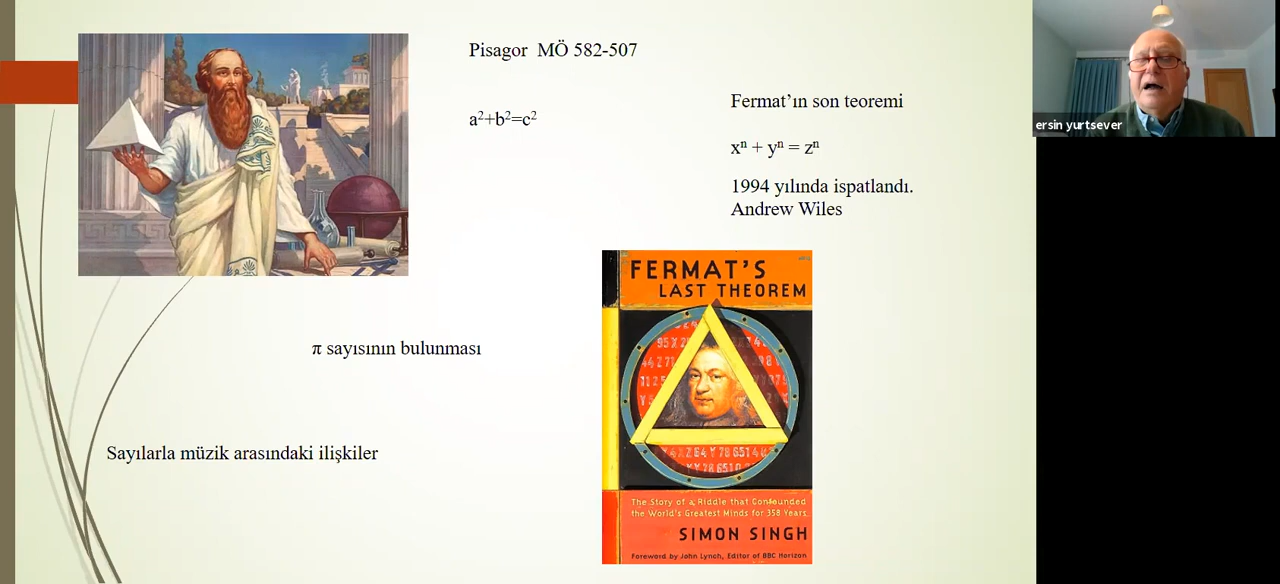 Pisagor MÖ 582-507
a²+b²=c²
Fermat’ın son teoremi
xⁿ + yⁿ = zⁿ
1994 yılında ispatlandı.
Andrew Wiles
ersin yurtsever
π sayısının bulunması
Sayılarla müzik arasındaki ilişkiler
FERMAT'S
LAST THEOREM
The Story of a Riddle that Confounded
the World's Greatest Minds for 358 Years.
SIMON SINGH
Foreword by John Lynch, Editor of BBC Horizon